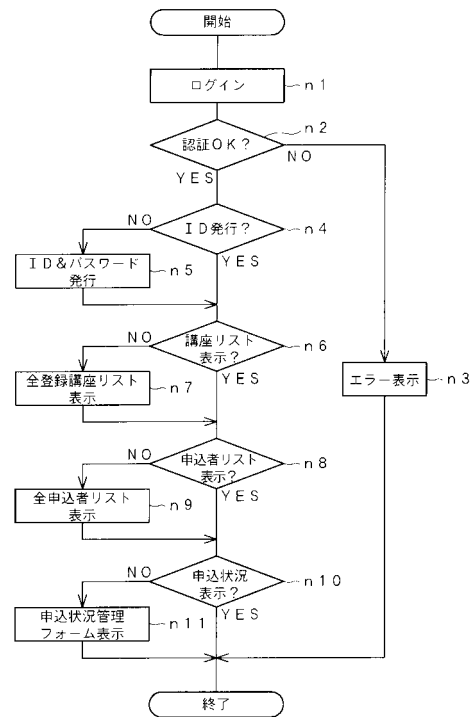 開始
ログイン
n1
認証OK?
n2
NO
YES
ID発行?
n4
NO
YES
ID&パスワード
発行
n5
講座リスト
表示?
n6
NO
YES
全登録講座リスト
表示
n7
エラー表示
n3
申込者リスト
表示?
n8
NO
YES
全申込者リスト
表示
n9
申込状況
表示?
n10
NO
YES
申込状況管理
フォーム表示
n11
終了